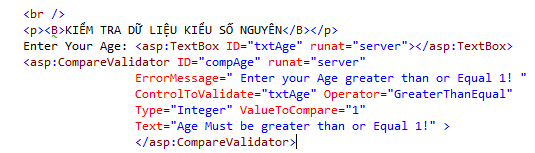 <br />
<p><B>KIỂM TRA DỮ LIỆU KIỂU SỐ NGUYÊN</B></p>
Enter Your Age: <asp:TextBox ID="txtAge" runat="server"></asp:TextBox>
<asp:CompareValidator ID="compAge" runat="server"
ErrorMessage=" Enter your Age greater than or Equal 1! "
ControlToValidate="txtAge" Operator="GreaterThanEqual"
Type="Integer" ValueToCompare="1"
Text="Age Must be greater than or Equal 1!" >
</asp:CompareValidator>